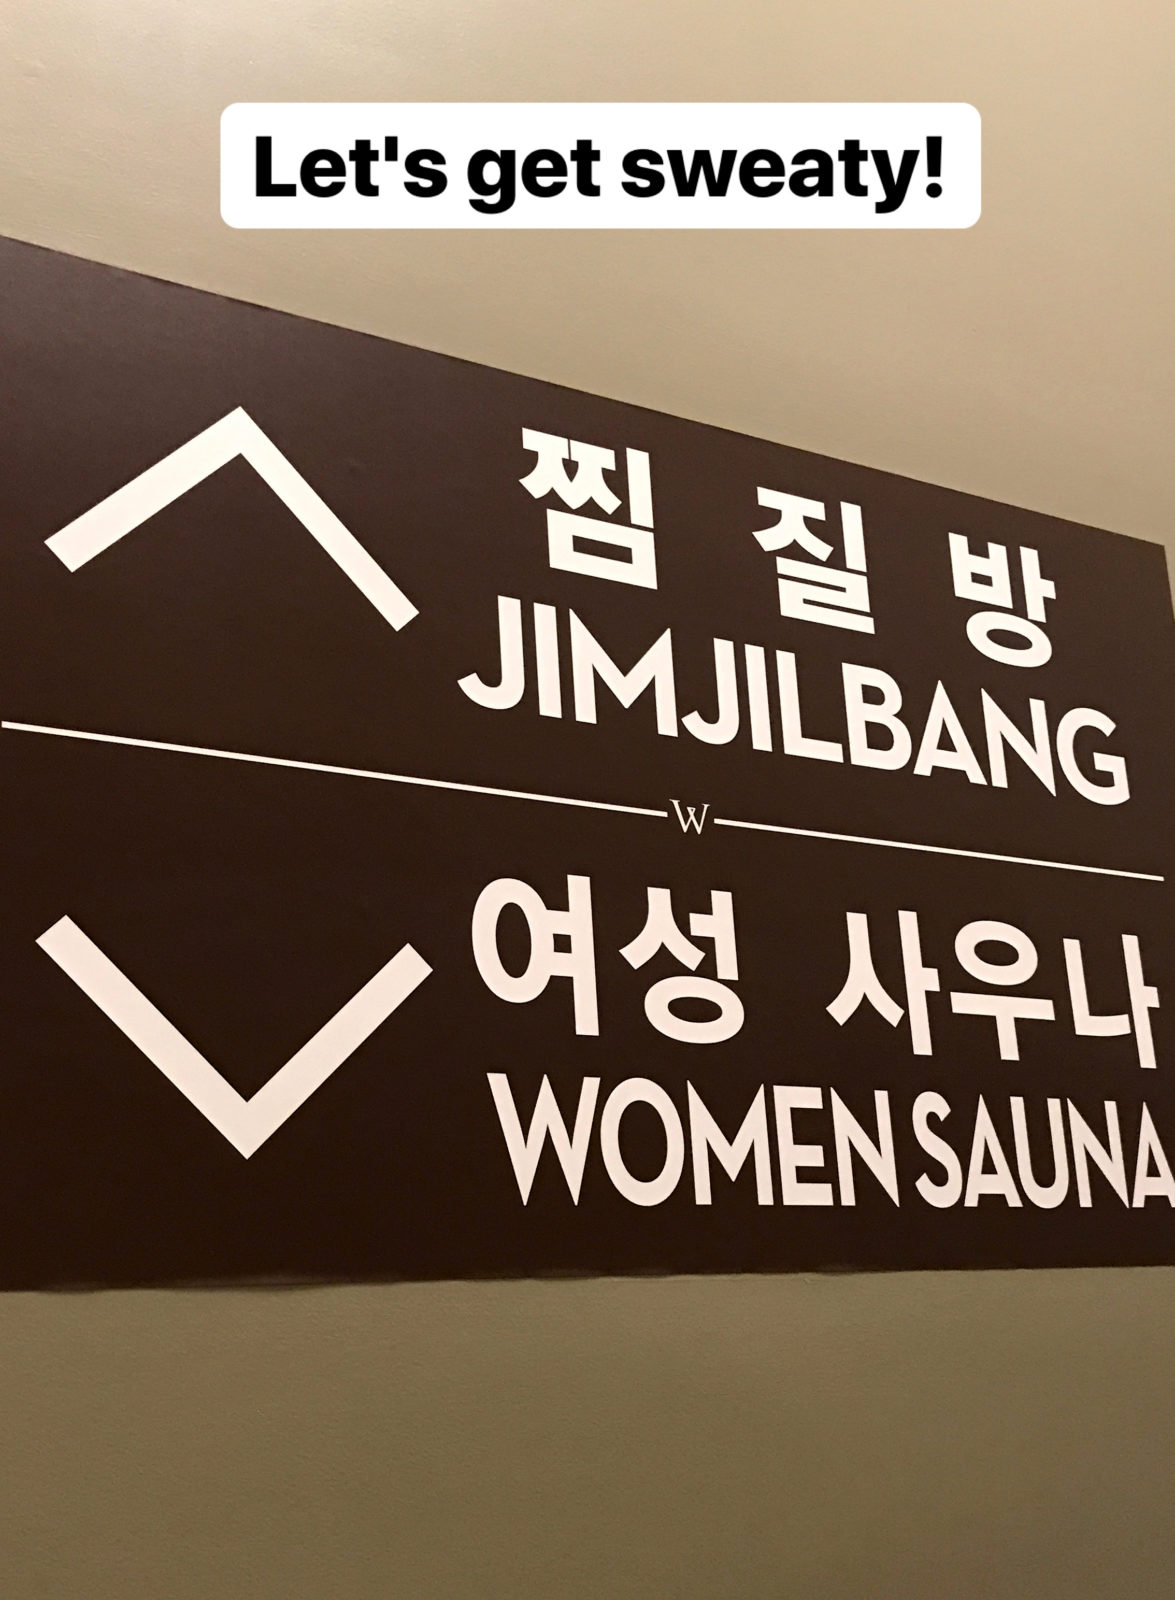 Let's get sweaty!
찜 질 방
JIMJILBANG
W
여성 사우나
WOMEN SAUNA